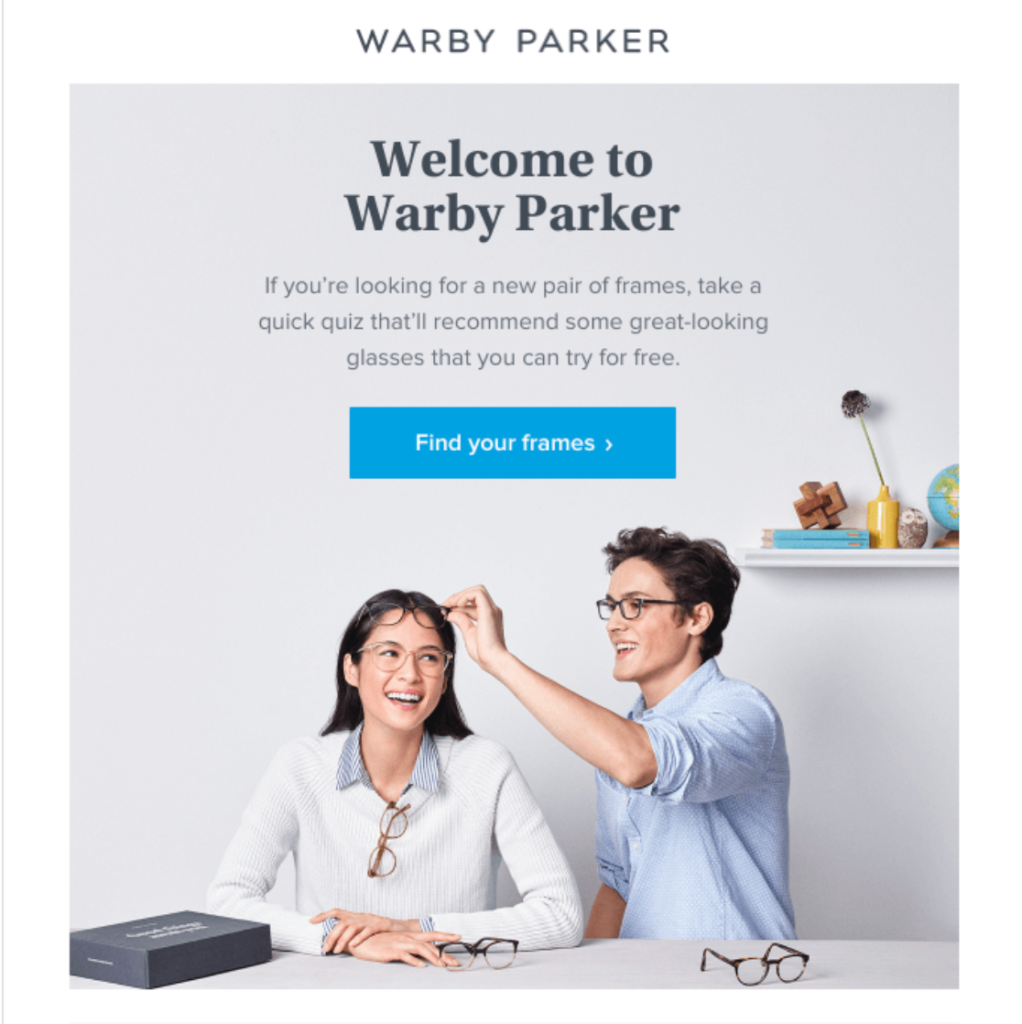 WARBY PARKER
Welcome to
Warby Parker
If you’re looking for a new pair of frames, take a
quick quiz that’ll recommend some great-looking
glasses that you can try for free.
Find your frames ›